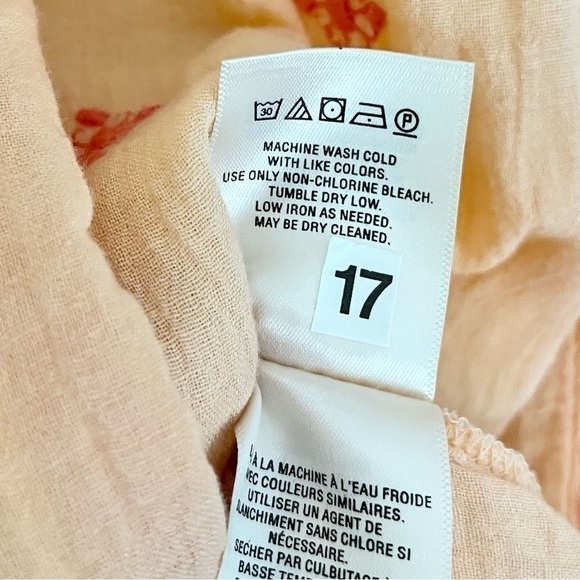 30
P
MACHINE WASH COLD
WITH LIKE COLORS.
USE ONLY NON-CHLORINE BLEACH.
TUMBLE DRY LOW.
LOW IRON AS NEEDED.
MAY BE DRY CLEANED.
17
À LA MACHINE À L'EAU FROIDE
COULEURS SIMILAIRES.
UTILISER UN AGENT DE
SANS CHLORE SI
NÉCESSAIRE.
SECHER PAR CULBUTAGE
BASSE